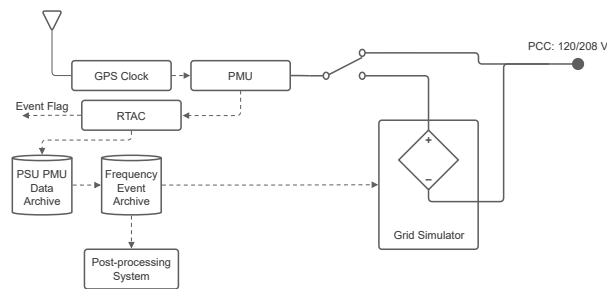 PCC: 120/208 V
GPS Clock
PMU
Event Flag
RTAC
+
PSU PMU
Data
Archive
Frequency
Event
Archive
−
Grid Simulator
Post-processing
System